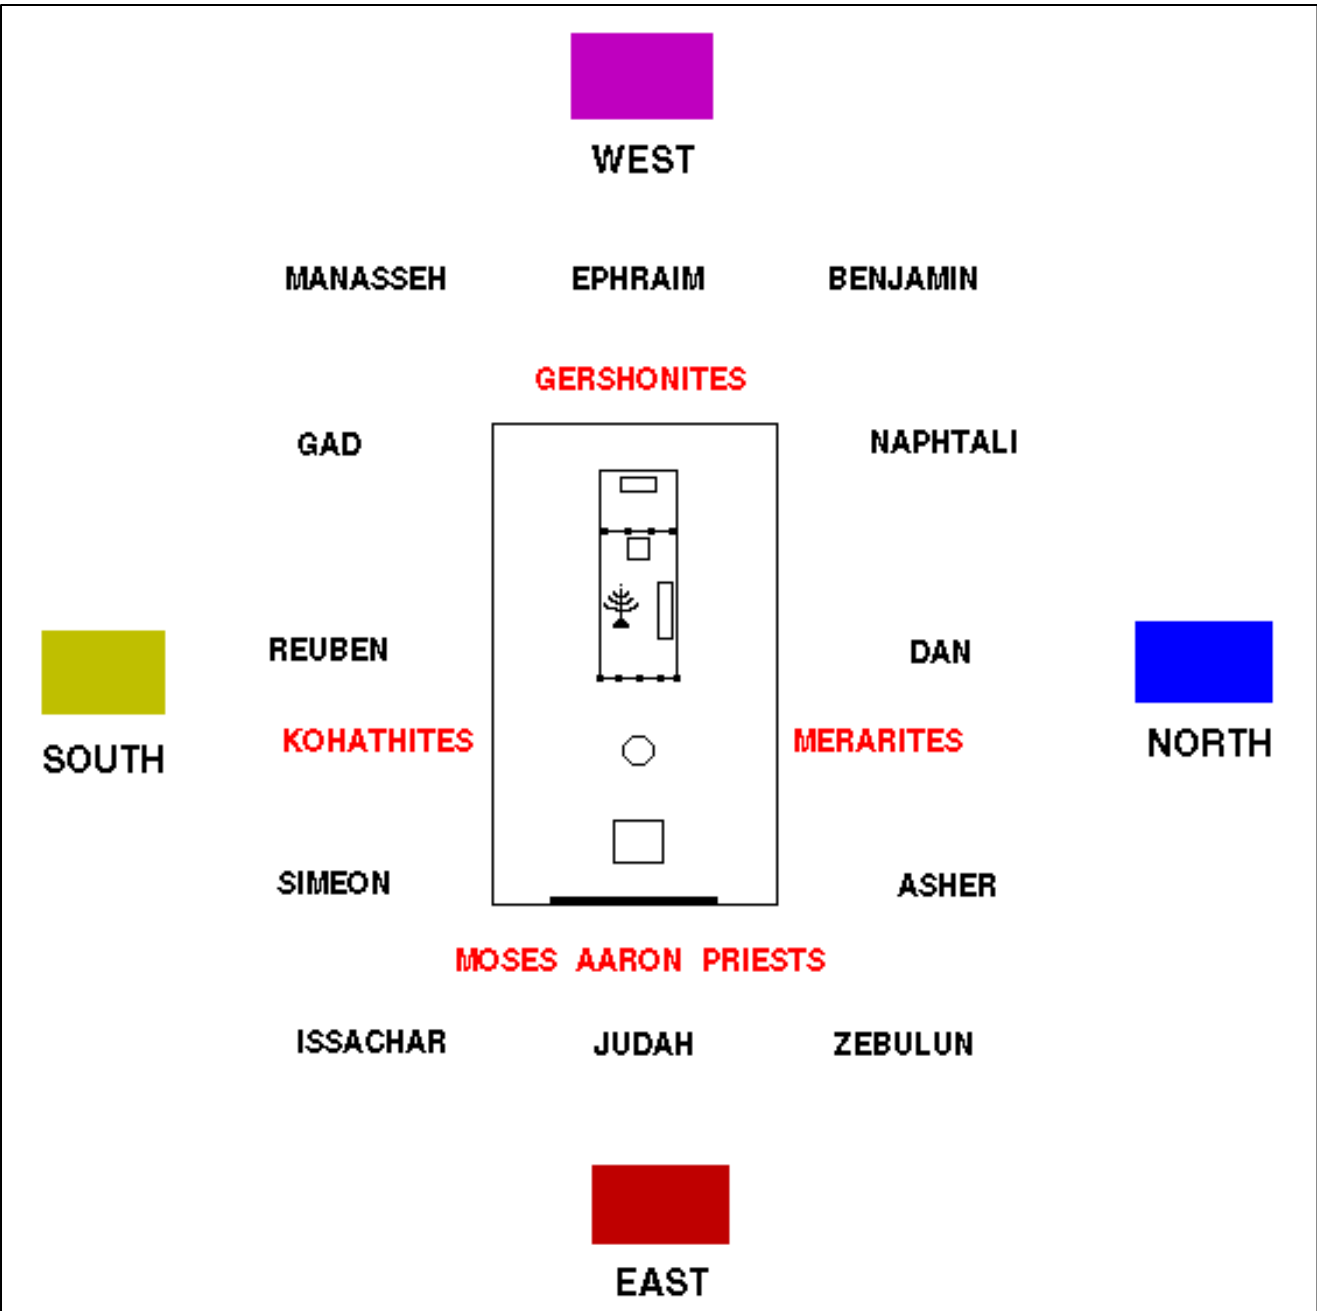 WEST
MANASSEH EPHRAIM BENJAMIN
GERSHONITES
GAD NAPHTALI
REUBEN DAN
KOHATHITES MERARITES
SOUTH NORTH
SIMEON ASHER
MOSES AARON PRIESTS
ISSACHAR JUDAH ZEBULUN
EAST